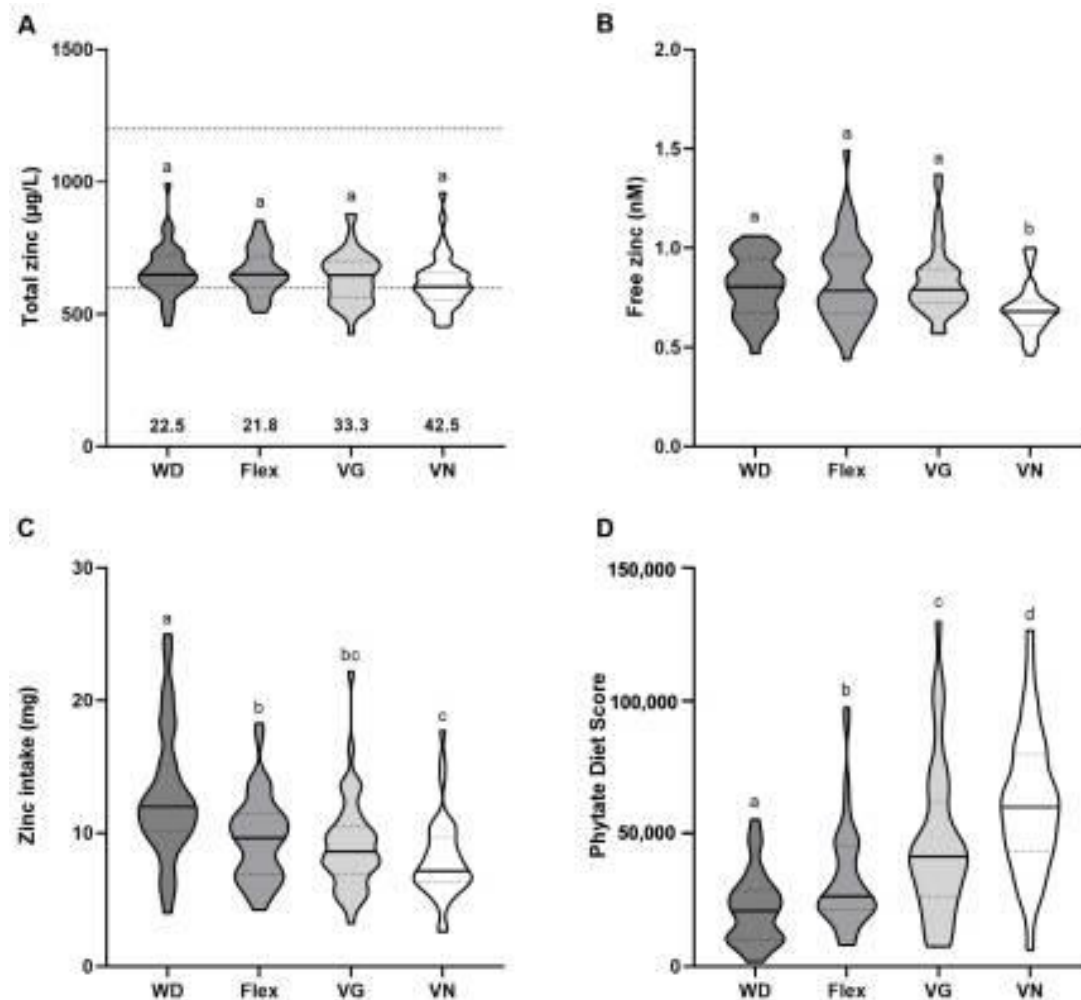 A
1500
1000
500
0
Total zinc (µg/L)
a
a
a
a
22.5
21.8
33.3
42.5
WD
Flex
VG
VN
B
2.0
1.5
1.0
0.5
0.0
Free zinc (nM)
a
a
a
b
WD
Flex
VG
VN
C
30
20
10
0
Zinc intake (mg)
a
b
bc
c
WD
Flex
VG
VN
D
150,000
100,000
50,000
0
Phytate Diet Score
a
b
c
d
WD
Flex
VG
VN